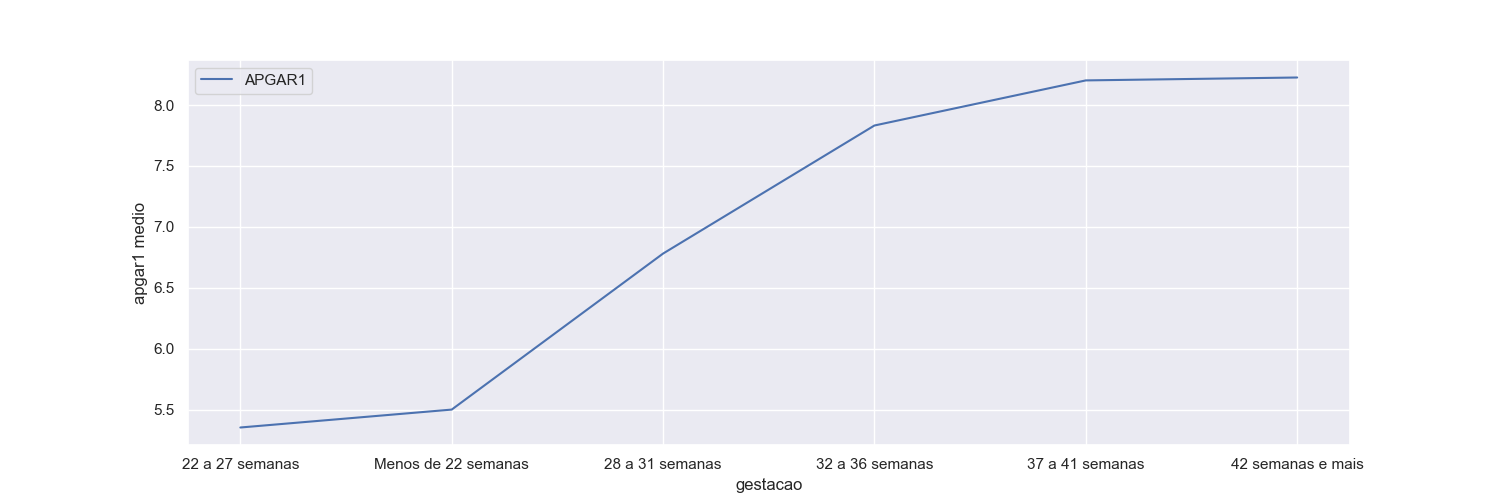 APGAR1
8.0
7.5
7.0
6.5
6.0
5.5
apgar1 medio
22 a 27 semanas
Menos de 22 semanas
28 a 31 semanas
32 a 36 semanas
37 a 41 semanas
42 semanas e mais
gestacao